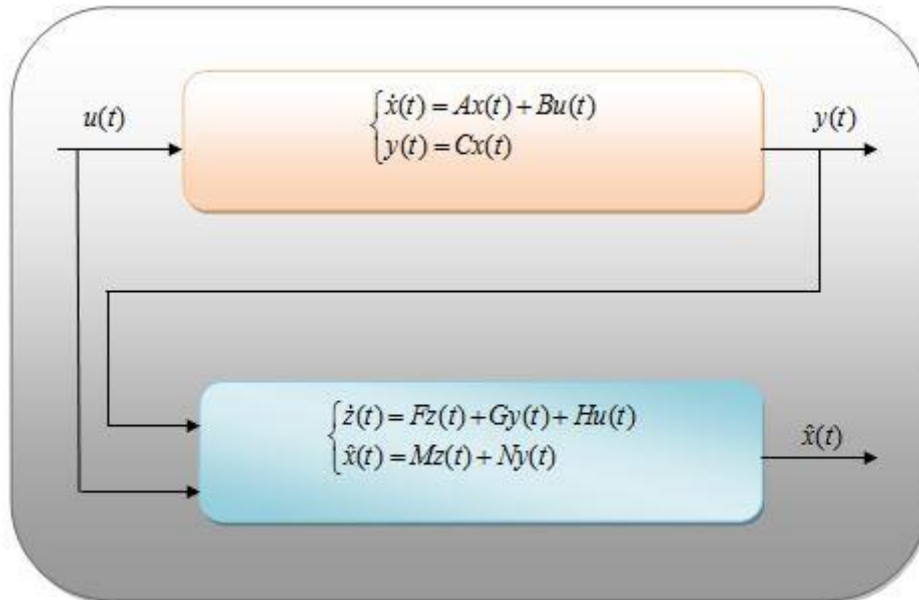 u(t)
ẋ(t) = Ax(t) + Bu(t)
y(t) = Cx(t)
y(t)
ż(t) = Fz(t) + Gy(t) + Hu(t)
x̂(t) = Mz(t) + Ny(t)
x̂(t)